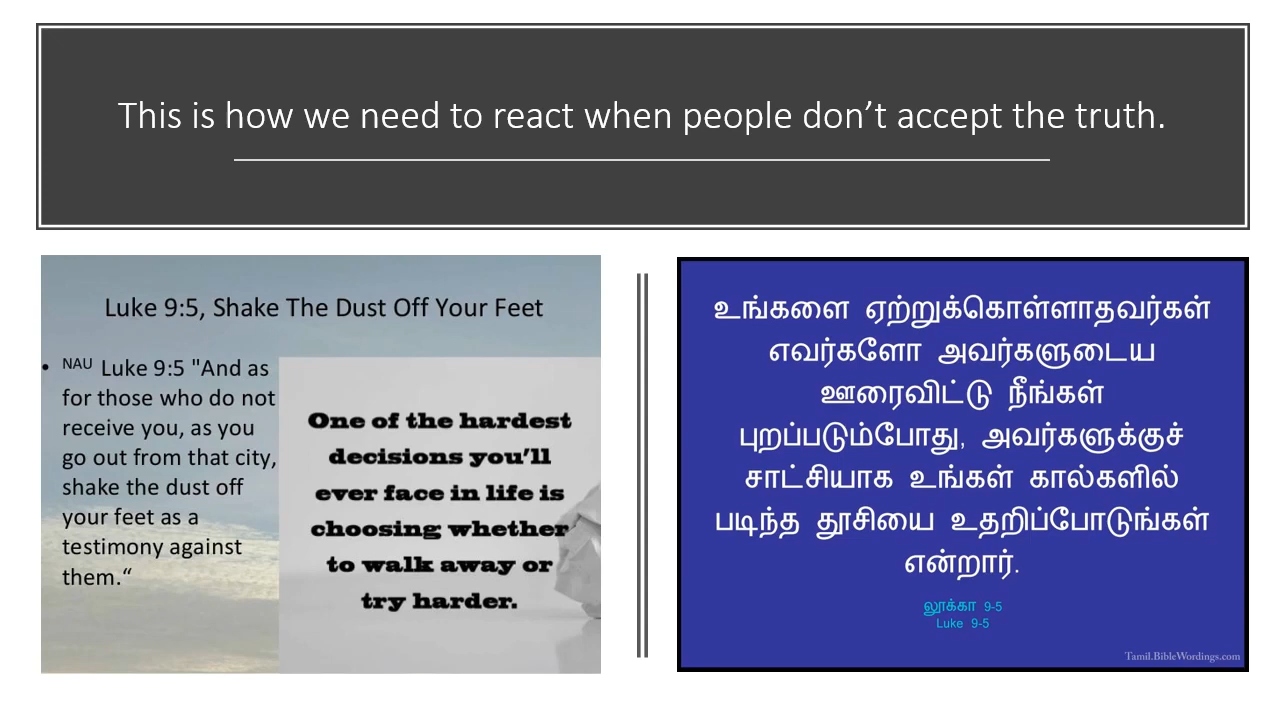 This is how we need to react when people don’t accept the truth.
Luke 9:5, Shake The Dust Off Your Feet
• NAU Luke 9:5 "And as
for those who do not
receive you, as you
go out from that city,
shake the dust off
your feet as a
testimony against
them.“
One of the hardest
decisions you’ll
ever face in life is
choosing whether
to walk away or
try harder.
உங்களை ஏற்றுக்கொள்ளாதவர்கள்
எவர்களோ அவர்களுடைய
ஊரைவிட்டு நீங்கள்
புறப்படும்போது, அவர்களுக்குச்
சாட்சியாக உங்கள் கால்களில்
படிந்த தூசியை உதறிப்போடுங்கள்
என்றார்.
லூக்கா 9-5
Luke 9-5
Tamil.BibleWordings.com